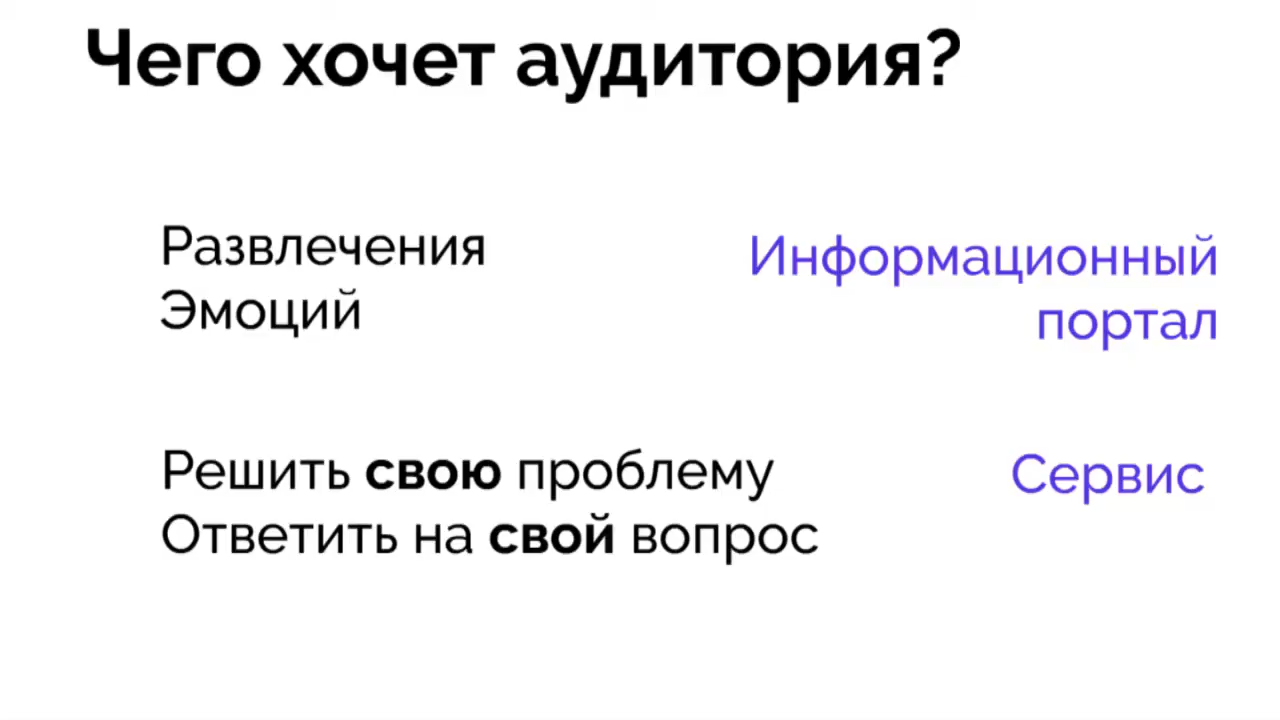 Чего хочет аудитория?
Развлечения
Эмоций
Информационный
портал
Решить свою проблему
Ответить на свой вопрос
Сервис